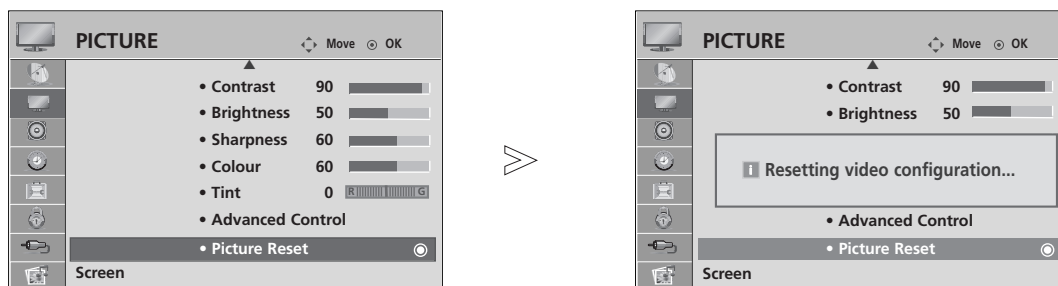 PICTURE Move OK
• Contrast 90
• Brightness 50
• Sharpness 60
• Colour 60
• Tint 0 R G
• Advanced Control
• Picture Reset
Screen
PICTURE Move OK
• Contrast 90
• Brightness 50
i Resetting video configuration...
• Advanced Control
• Picture Reset
Screen